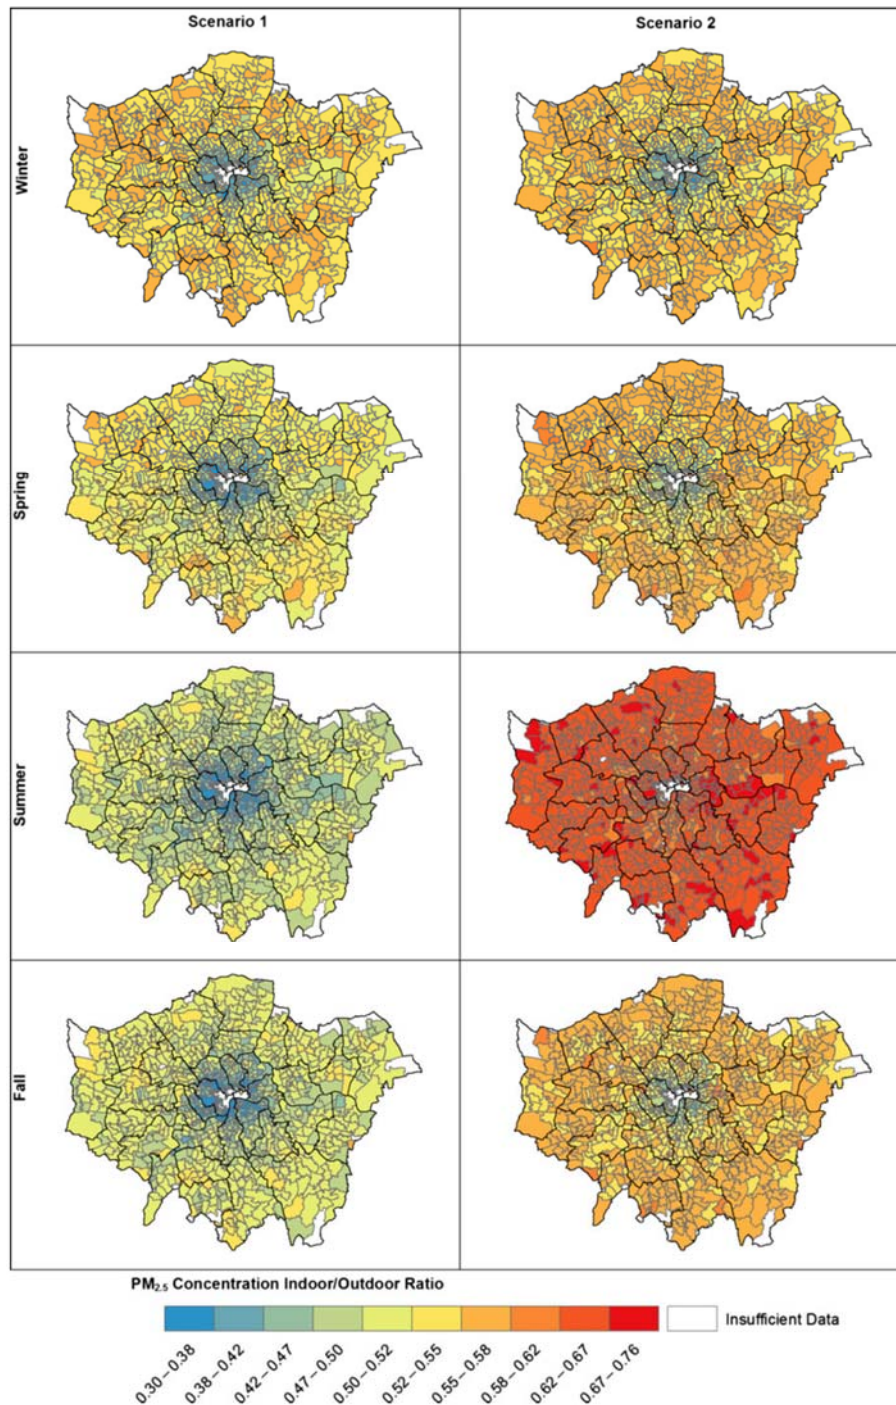 Scenario 1
Scenario 2
Winter
Spring
Summer
Fall
PM₂.₅ Concentration Indoor/Outdoor Ratio
Insufficient Data
0.30 – 0.38
0.38 – 0.42
0.42 – 0.47
0.47 – 0.50
0.50 – 0.52
0.52 – 0.55
0.55 – 0.58
0.58 – 0.62
0.62 – 0.67
0.67 – 0.76